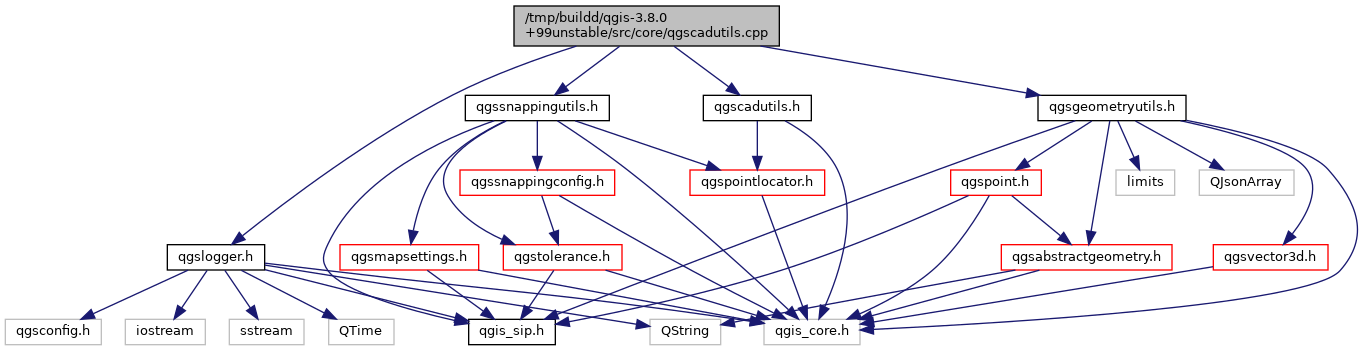 /tmp/buildd/qgis-3.8.0
+99unstable/src/core/qgscadutils.cpp
qgssnappingutils.h
qgscadutils.h
qgsgeometryutils.h
qgssnappingconfig.h
qgspointlocator.h
qgspoint.h
limits
QJsonArray
qgslogger.h
qgsmapsettings.h
qgstolerance.h
qgsabstractgeometry.h
qgsvector3d.h
qgsconfig.h
iostream
sstream
QTime
qgis_sip.h
QString
qgis_core.h